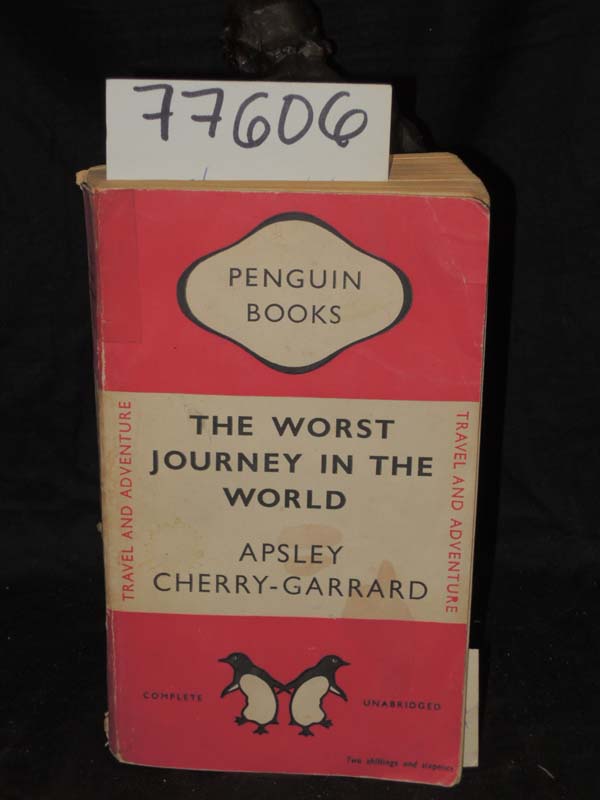 77606
PENGUIN
BOOKS
THE WORST
JOURNEY IN THE
WORLD
APSLEY
CHERRY-GARRARD
TRAVEL AND ADVENTURE
TRAVEL AND ADVENTURE
COMPLETE
UNABRIDGED
Two shillings and sixpence